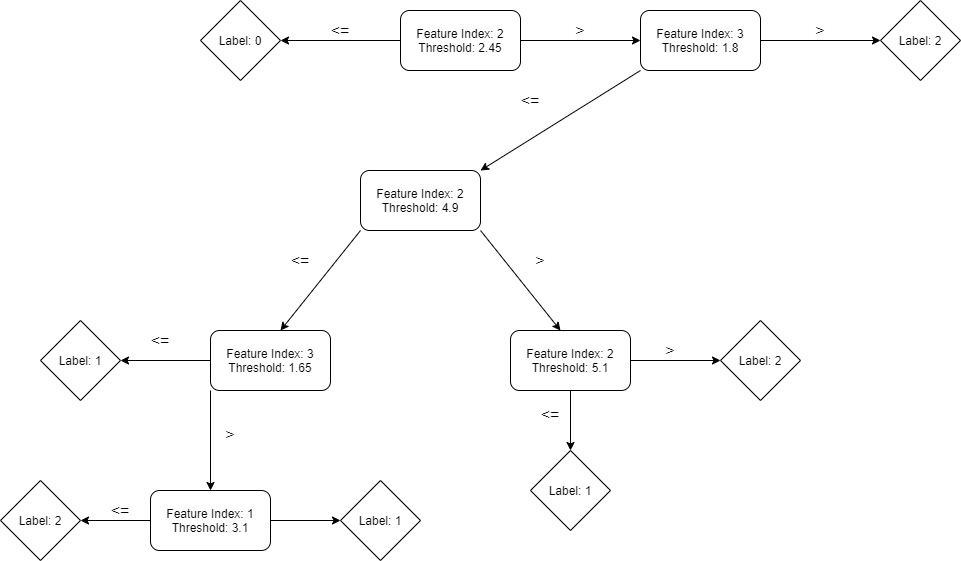 Label: 0
<=
Feature Index: 2
Threshold: 2.45
>
Feature Index: 3
Threshold: 1.8
>
Label: 2
<=
Feature Index: 2
Threshold: 4.9
<=
>
Label: 1
<=
Feature Index: 3
Threshold: 1.65
Feature Index: 2
Threshold: 5.1
>
Label: 2
>
<=
Label: 1
Label: 2
<=
Feature Index: 1
Threshold: 3.1
Label: 1